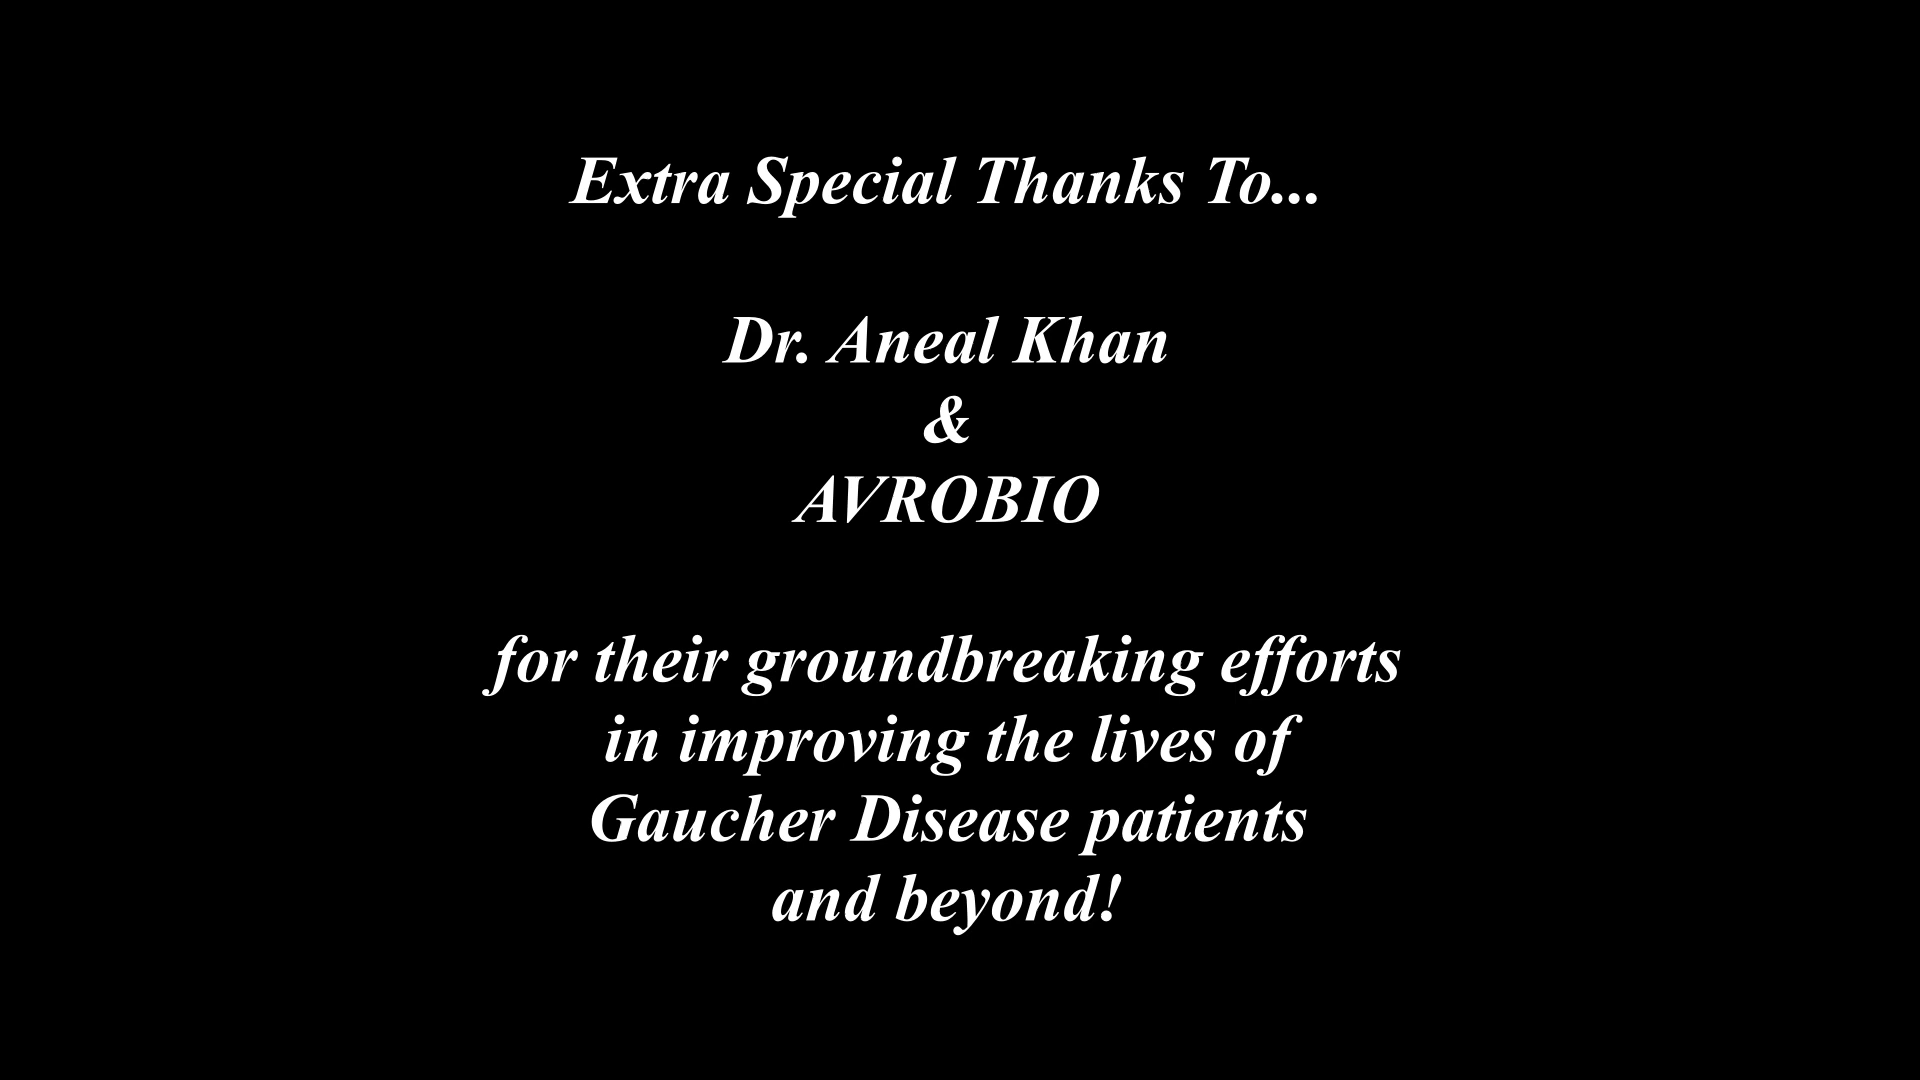 Extra Special Thanks To...
Dr. Aneal Khan
&
AVROBIO
for their groundbreaking efforts
in improving the lives of
Gaucher Disease patients
and beyond!